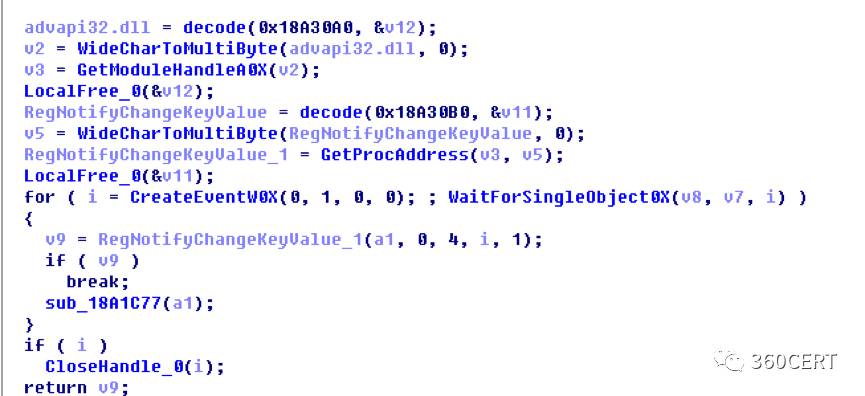 advapi32.dll = decode(0x18A30A0, &v12);
v2 = WideCharToMultiByte(advapi32.dll, 0);
v3 = GetModuleHandleA0X(v2);
LocalFree_0(&v12);
RegNotifyChangeKeyValue = decode(0x18A30B0, &v11);
v5 = WideCharToMultiByte(RegNotifyChangeKeyValue, 0);
RegNotifyChangeKeyValue_1 = GetProcAddress(v3, v5);
LocalFree_0(&v11);
for ( i = CreateEventW0X(0, 1, 0, 0); ; WaitForSingleObject0X(v8, v7, i) )
{
v9 = RegNotifyChangeKeyValue_1(a1, 0, 4, i, 1);
if ( v9 )
break;
sub_18A1C77(a1);
}
if ( i )
CloseHandle_0(i);
return v9;
360CERT